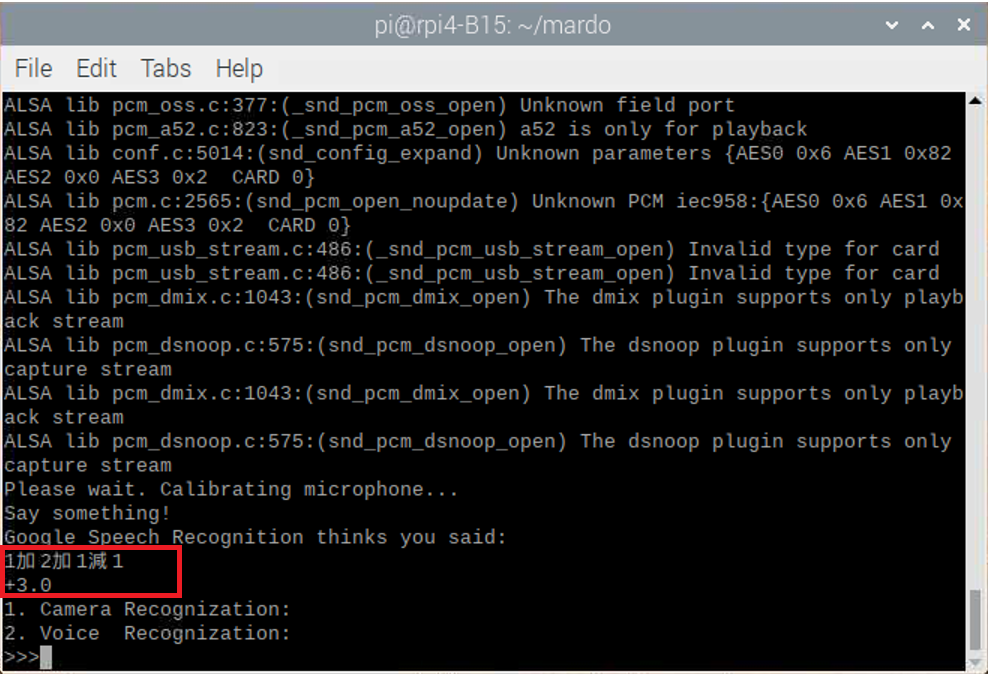 pi@rpi4-B15: ~/mardo
File Edit Tabs Help
ALSA lib pcm_oss.c:377:(_snd_pcm_oss_open) Unknown field port
ALSA lib pcm_a52.c:823:(_snd_pcm_a52_open) a52 is only for playback
ALSA lib conf.c:5014:(snd_config_expand) Unknown parameters {AES0 0x6 AES1 0x82
AES2 0x0 AES3 0x2  CARD 0}
ALSA lib pcm.c:2565:(snd_pcm_open_noupdate) Unknown PCM iec958:{AES0 0x6 AES1 0x
82 AES2 0x0 AES3 0x2  CARD 0}
ALSA lib pcm_usb_stream.c:486:(_snd_pcm_usb_stream_open) Invalid type for card
ALSA lib pcm_usb_stream.c:486:(_snd_pcm_usb_stream_open) Invalid type for card
ALSA lib pcm_dmix.c:1043:(snd_pcm_dmix_open) The dmix plugin supports only playb
ack stream
ALSA lib pcm_dsnoop.c:575:(snd_pcm_dsnoop_open) The dsnoop plugin supports only
capture stream
ALSA lib pcm_dmix.c:1043:(snd_pcm_dmix_open) The dmix plugin supports only playb
ack stream
ALSA lib pcm_dsnoop.c:575:(snd_pcm_dsnoop_open) The dsnoop plugin supports only
capture stream
Please wait. Calibrating microphone...
Say something!
Google Speech Recognition thinks you said:
1加 2加 1減 1
+3.0
1. Camera Recognization:
2. Voice  Recognization:
>>>